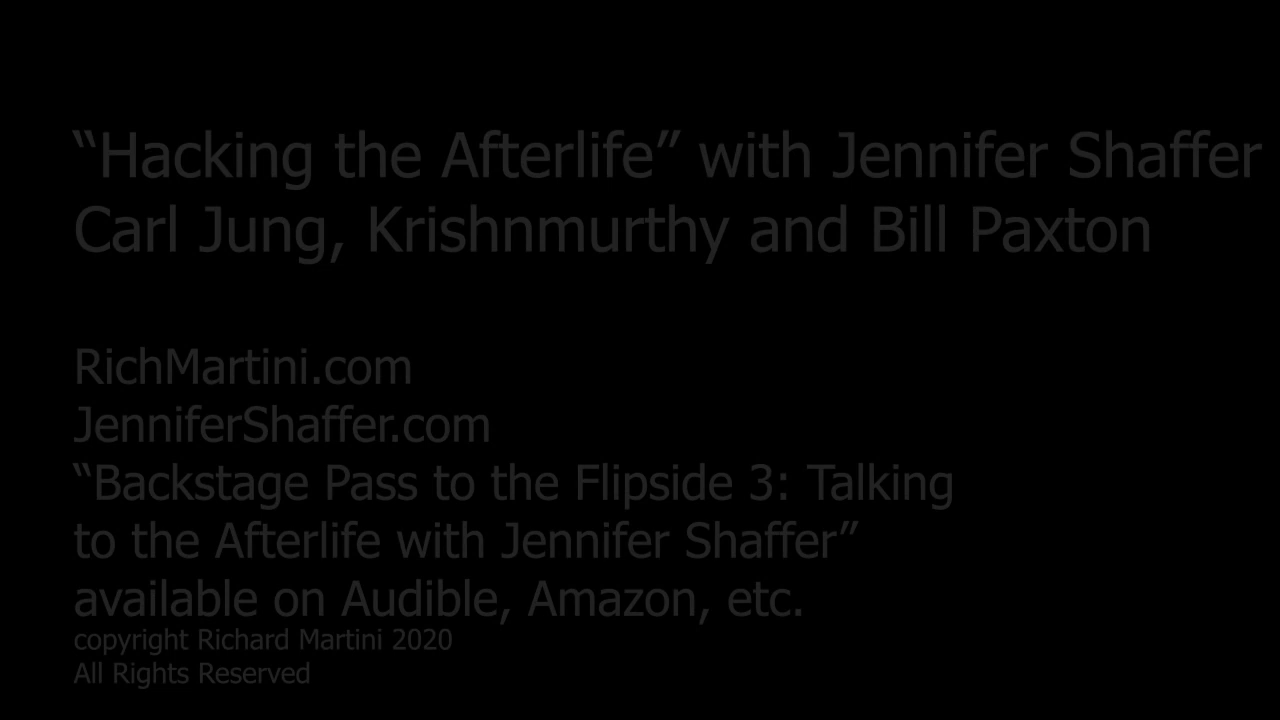 “Hacking the Afterlife” with Jennifer Shaffer
Carl Jung, Krishnmurthy and Bill Paxton
RichMartini.com
JenniferShaffer.com
“Backstage Pass to the Flipside 3: Talking
to the Afterlife with Jennifer Shaffer”
available on Audible, Amazon, etc.
copyright Richard Martini 2020
All Rights Reserved